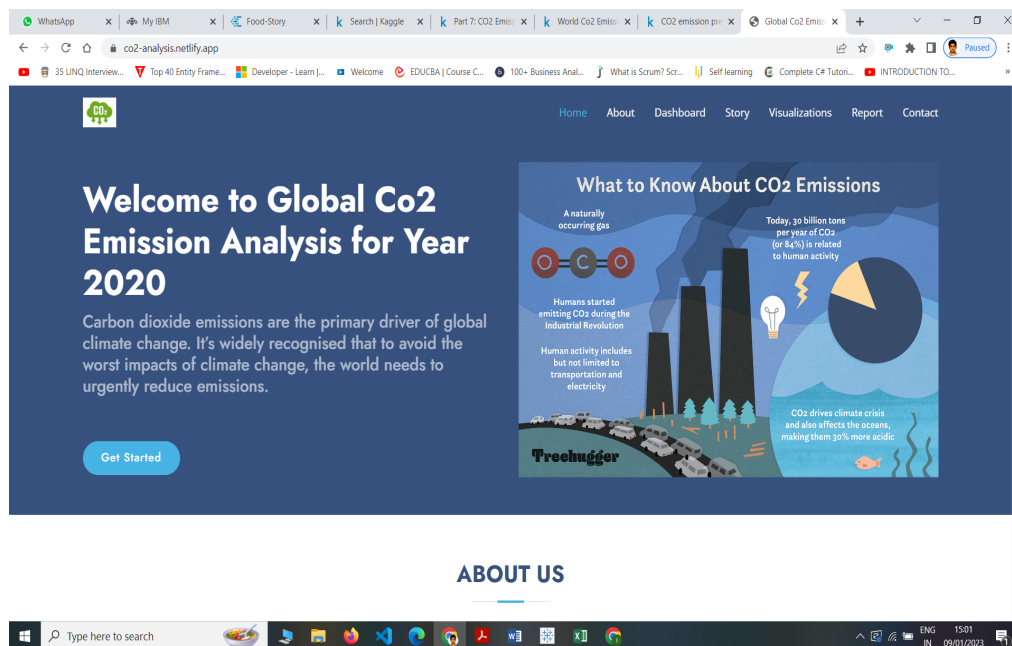 WhatsApp
My IBM
Food-Story
Search | Kaggle
Part 7: CO2 Emiss
World Co2 Emissi
CO2 emission pre
Global Co2 Emiss
co2-analysis.netlify.app
Paused
35 LINQ Interview...
Top 40 Entity Frame...
Developer - Learn |...
Welcome
EDUCBA | Course C...
100+ Business Anal...
What is Scrum? Scr...
Self learning
Complete C# Tutori...
INTRODUCTION TO...
CO2
Home
About
Dashboard
Story
Visualizations
Report
Contact
Welcome to Global Co2
Emission Analysis for Year
2020
Carbon dioxide emissions are the primary driver of global
climate change. It's widely recognised that to avoid the
worst impacts of climate change, the world needs to
urgently reduce emissions.
Get Started
What to Know About CO2 Emissions
A naturally
occurring gas
O C O
Humans started
emitting CO2 during the
Industrial Revolution
Human activity includes
but not limited to
transportation and
electricity
Today, 30 billion tons
per year of CO2
(or 84%) is related
to human activity
CO2 drives climate crisis
and also affects the oceans,
making them 30% more acidic
Treehugger
ABOUT US
Type here to search
ENG
IN
15:01
09/01/2023
1